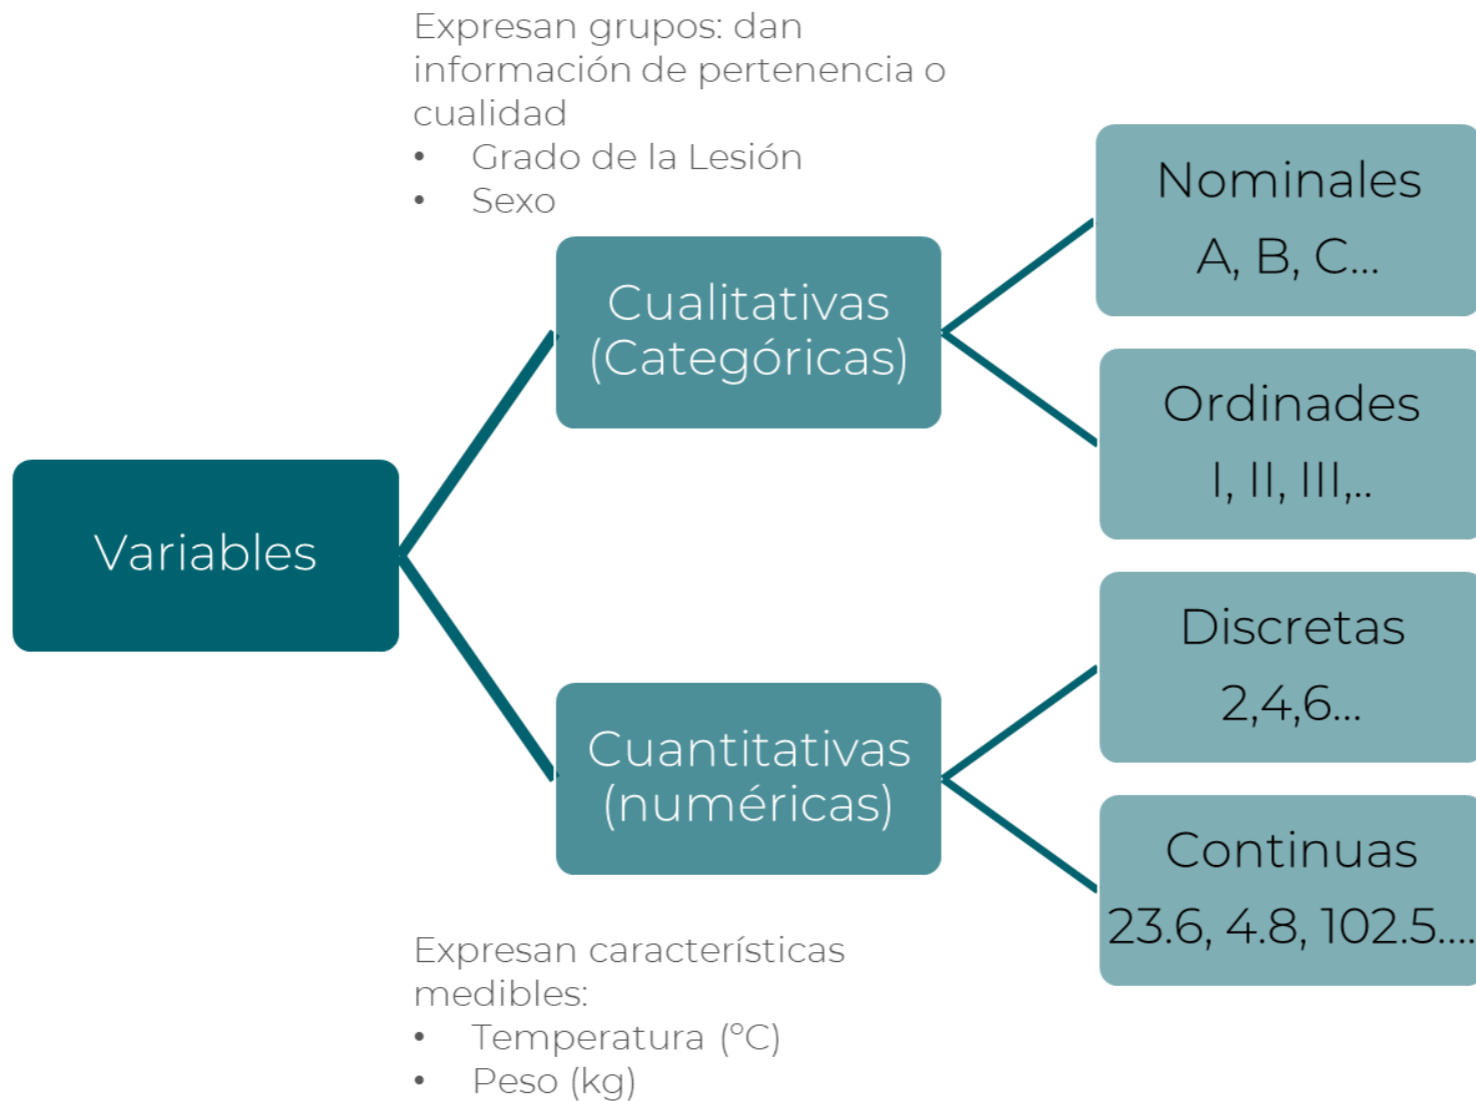 Expresan grupos: dan
información de pertenencia o
cualidad
• Grado de la Lesión
• Sexo
Variables
Cualitativas
(Categóricas)
Nominales
A, B, C...
Ordinades
I, II, III,..
Cuantitativas
(numéricas)
Discretas
2,4,6...
Continuas
23.6, 4.8, 102.5....
Expresan características
medibles:
• Temperatura (ºC)
• Peso (kg)